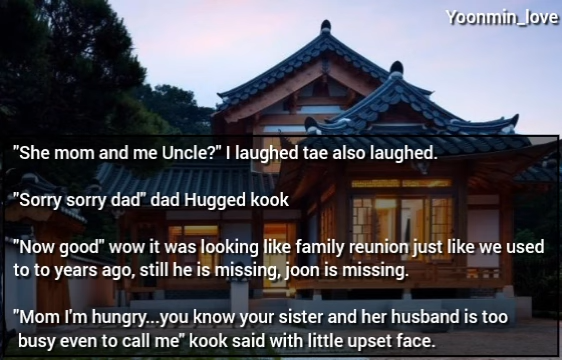 Yoonmin_love
"She mom and me Uncle?" I laughed tae also laughed.
"Sorry sorry dad" dad Hugged kook
"Now good" wow it was looking like family reunion just like we used
to to years ago, still he is missing, joon is missing.
"Mom I'm hungry...you know your sister and her husband is too
busy even to call me" kook said with little upset face.